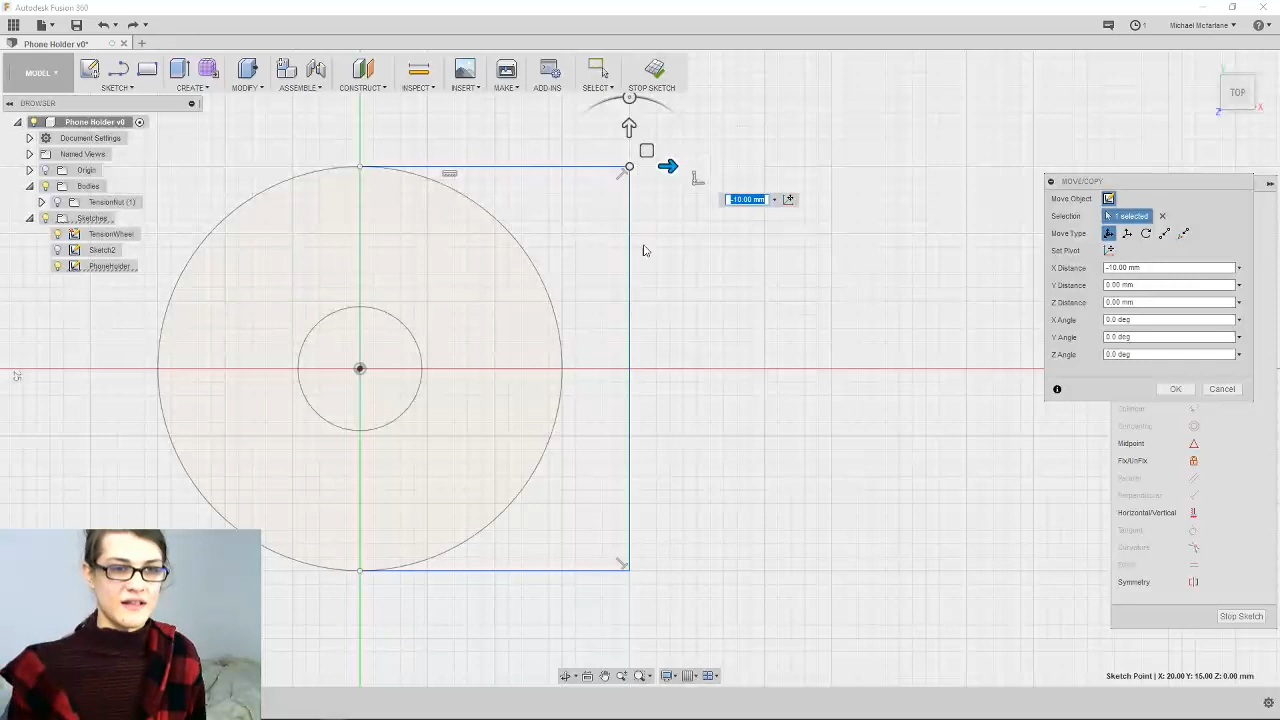 Autodesk Fusion 360
1
Michael Mcfarlane
Phone Holder v0*
MODEL
SKETCH
CREATE
MODIFY
ASSEMBLE
CONSTRUCT
INSPECT
INSERT
MAKE
ADD-INS
SELECT
STOP SKETCH
TOP
X
Z
BROWSER
Phone Holder v0
Document Settings
Named Views
Origin
Bodies
TensionNut (1)
Sketches
TensionWheel
Sketch2
PhoneHolder
25
-10.00 mm
MOVE/COPY
Move Object
Selection 1 selected
Move Type
Set Pivot
X Distance -10.00 mm
Y Distance 0.00 mm
Z Distance 0.00 mm
X Angle 0.0 deg
Y Angle 0.0 deg
Z Angle 0.0 deg
OK Cancel
Midpoint
Fix/UnFix
Horizontal/Vertical
Tangent
Symmetry
Stop Sketch
Sketch Point | X: 20.00 Y: 15.00 Z: 0.00 mm